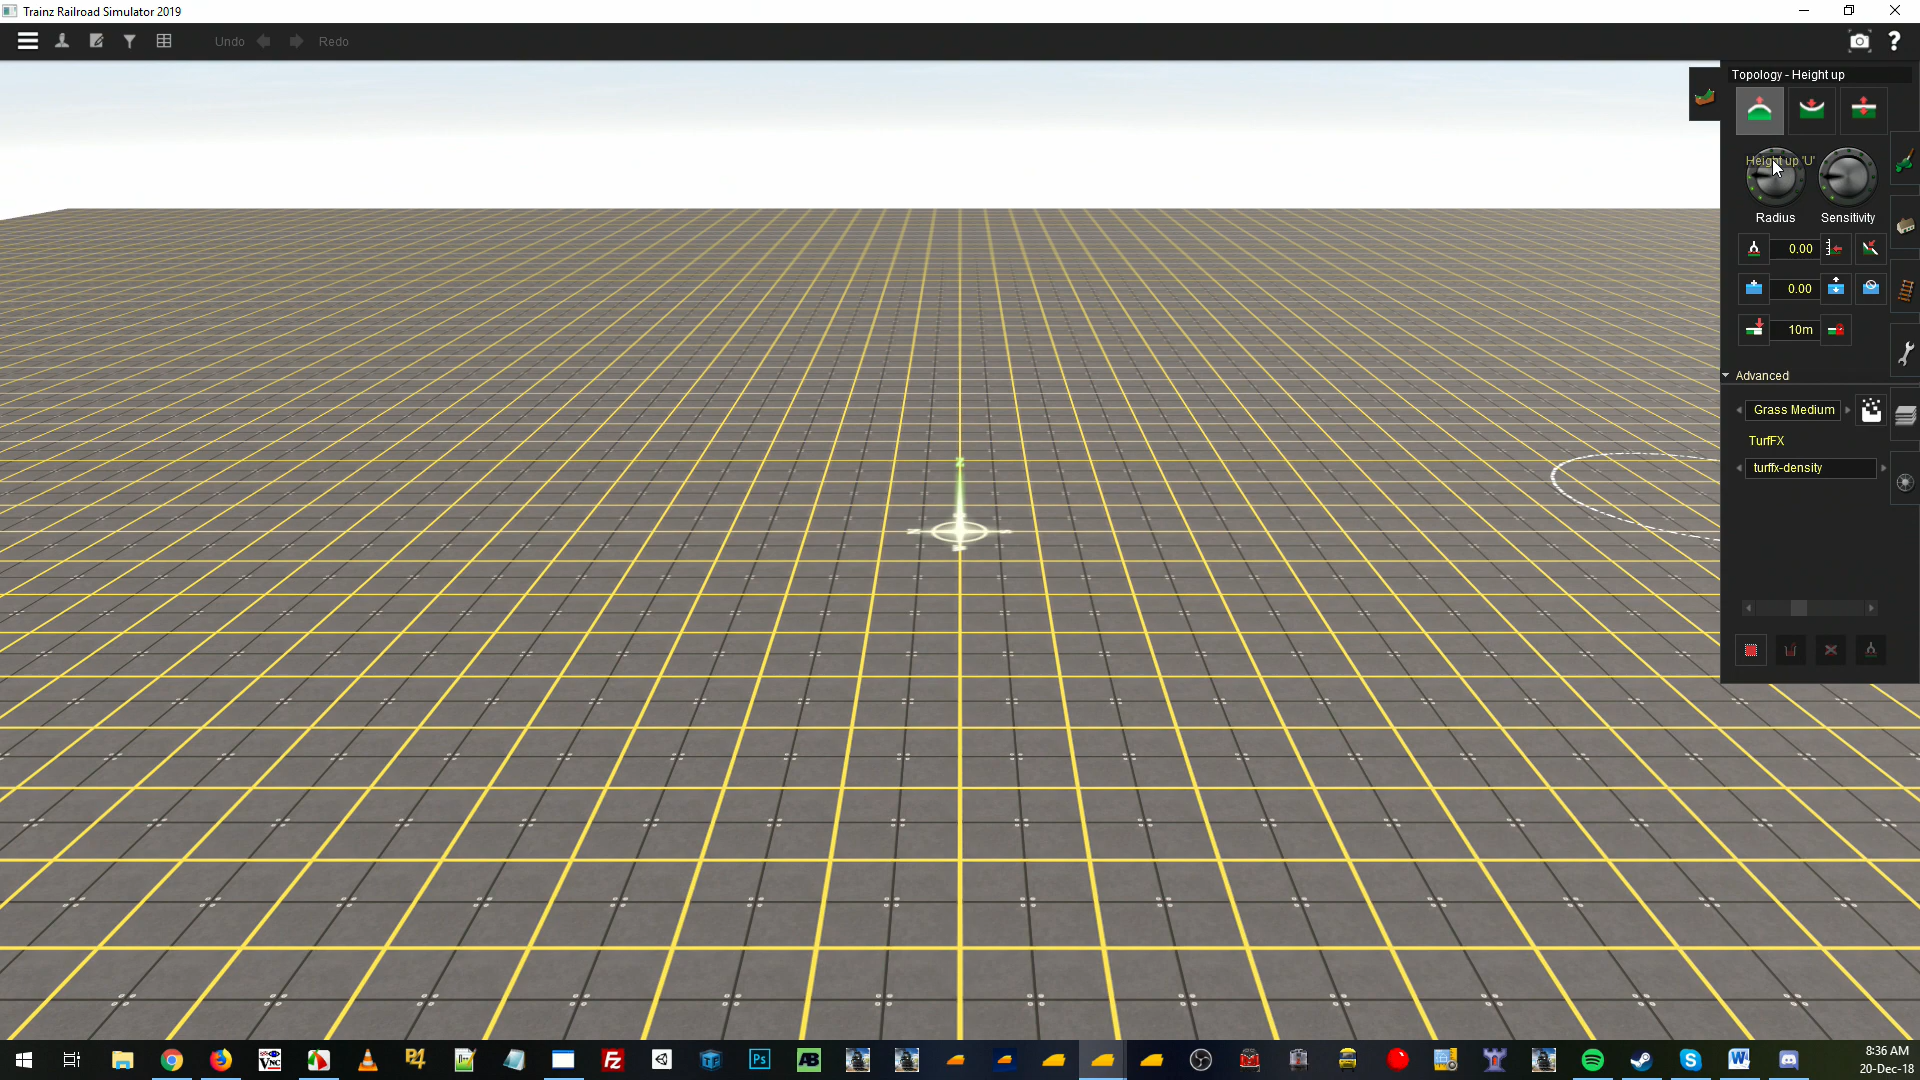 Trainz Railroad Simulator 2019
Undo
Redo
Topology - Height up
Height up 'U'
Radius
Sensitivity
0.00
0.00
10m
Advanced
Grass Medium
TurfFX
turffx-density
8:36 AM
20-Dec-18